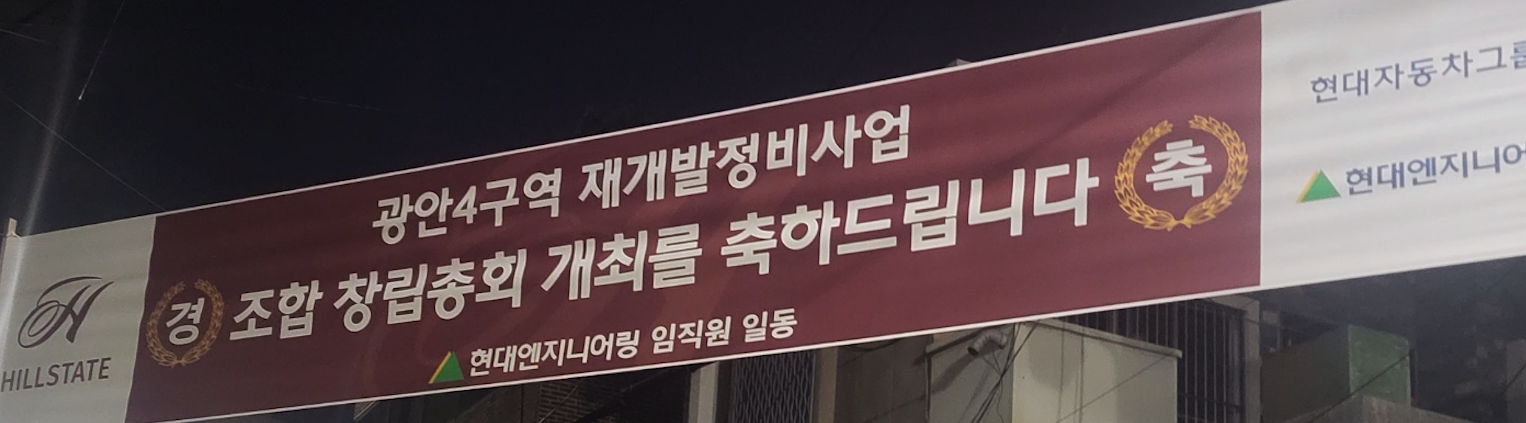 HILLSTATE
광안4구역 재개발정비사업
경 조합 창립총회 개최를 축하드립니다 축
현대엔지니어링 임직원 일동
현대자동차그룹
현대엔지니어